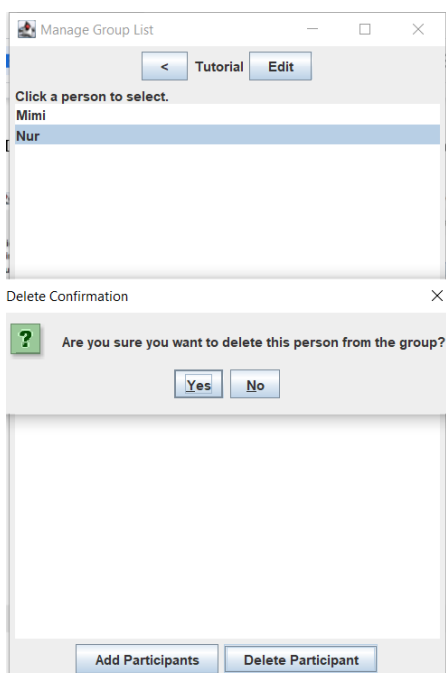 Manage Group List
< Tutorial Edit
Click a person to select.
Mimi
Nur
Delete Confirmation
Are you sure you want to delete this person from the group?
Yes No
Add Participants Delete Participant